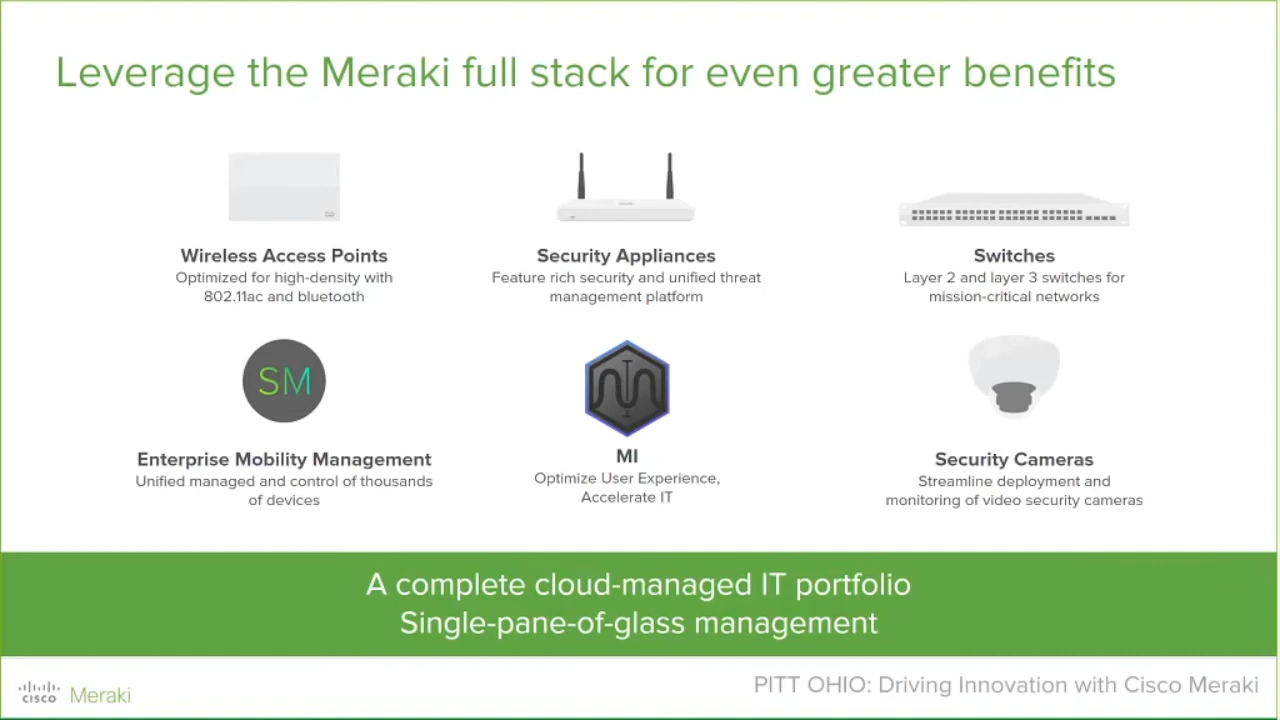 Leverage the Meraki full stack for even greater benefits
Wireless Access Points
Optimized for high-density with
802.11ac and bluetooth
Security Appliances
Feature rich security and unified threat
management platform
Switches
Layer 2 and layer 3 switches for
mission-critical networks
SM
Enterprise Mobility Management
Unified managed and control of thousands
of devices
MI
Optimize User Experience,
Accelerate IT
Security Cameras
Streamline deployment and
monitoring of video security cameras
A complete cloud-managed IT portfolio
Single-pane-of-glass management
CISCO Meraki
PITT OHIO: Driving Innovation with Cisco Meraki